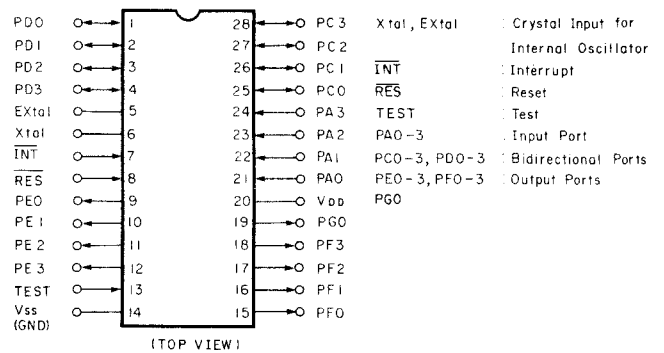 PD0 1 28 PC3 Xtal, EXtal : Crystal Input for
PD1 2 27 PC2 Internal Oscillator
PD2 3 26 PC1 INT : Interrupt
PD3 4 25 PC0 RES : Reset
EXtal 5 24 PA3 TEST : Test
Xtal 6 23 PA2 PA0-3 : Input Port
INT 7 22 PA1 PC0-3, PD0-3 : Bidirectional Ports
RES 8 21 PA0 PE0-3, PF0-3 : Output Ports
PE0 9 20 VDD PG0
PE1 10 19 PG0
PE2 11 18 PF3
PE3 12 17 PF2
TEST 13 16 PF1
Vss 14 15 PF0
(GND)
(TOP VIEW)